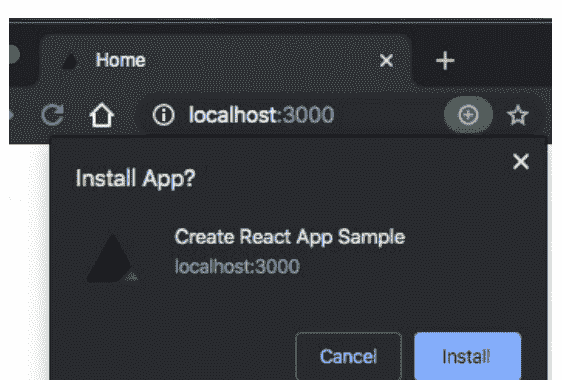 Home
localhost:3000
Install App?
Create React App Sample
localhost:3000
Cancel Install